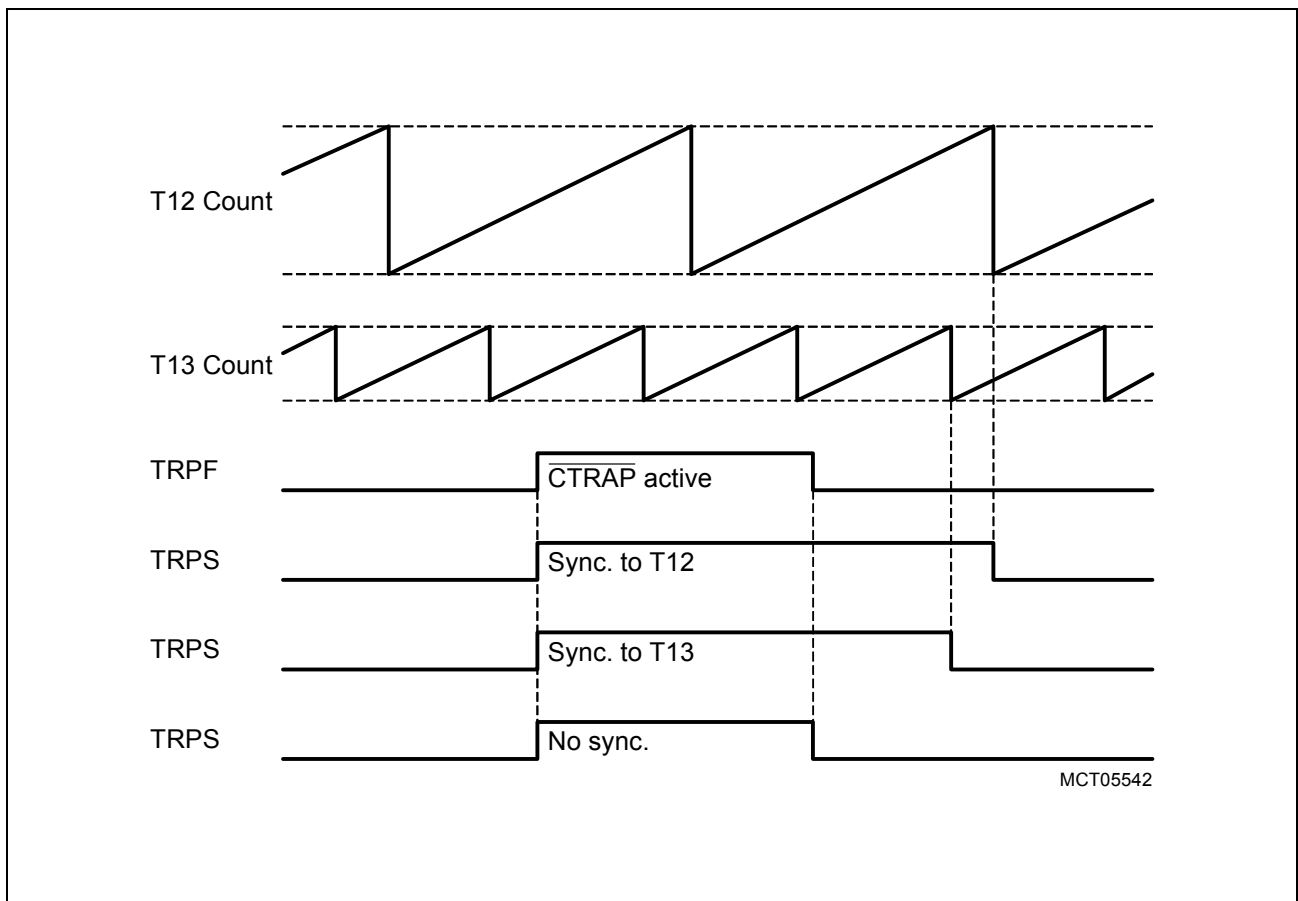 T12 Count
T13 Count
TRPF
CTRAP active
TRPS
Sync. to T12
TRPS
Sync. to T13
TRPS
No sync.
MCT05542